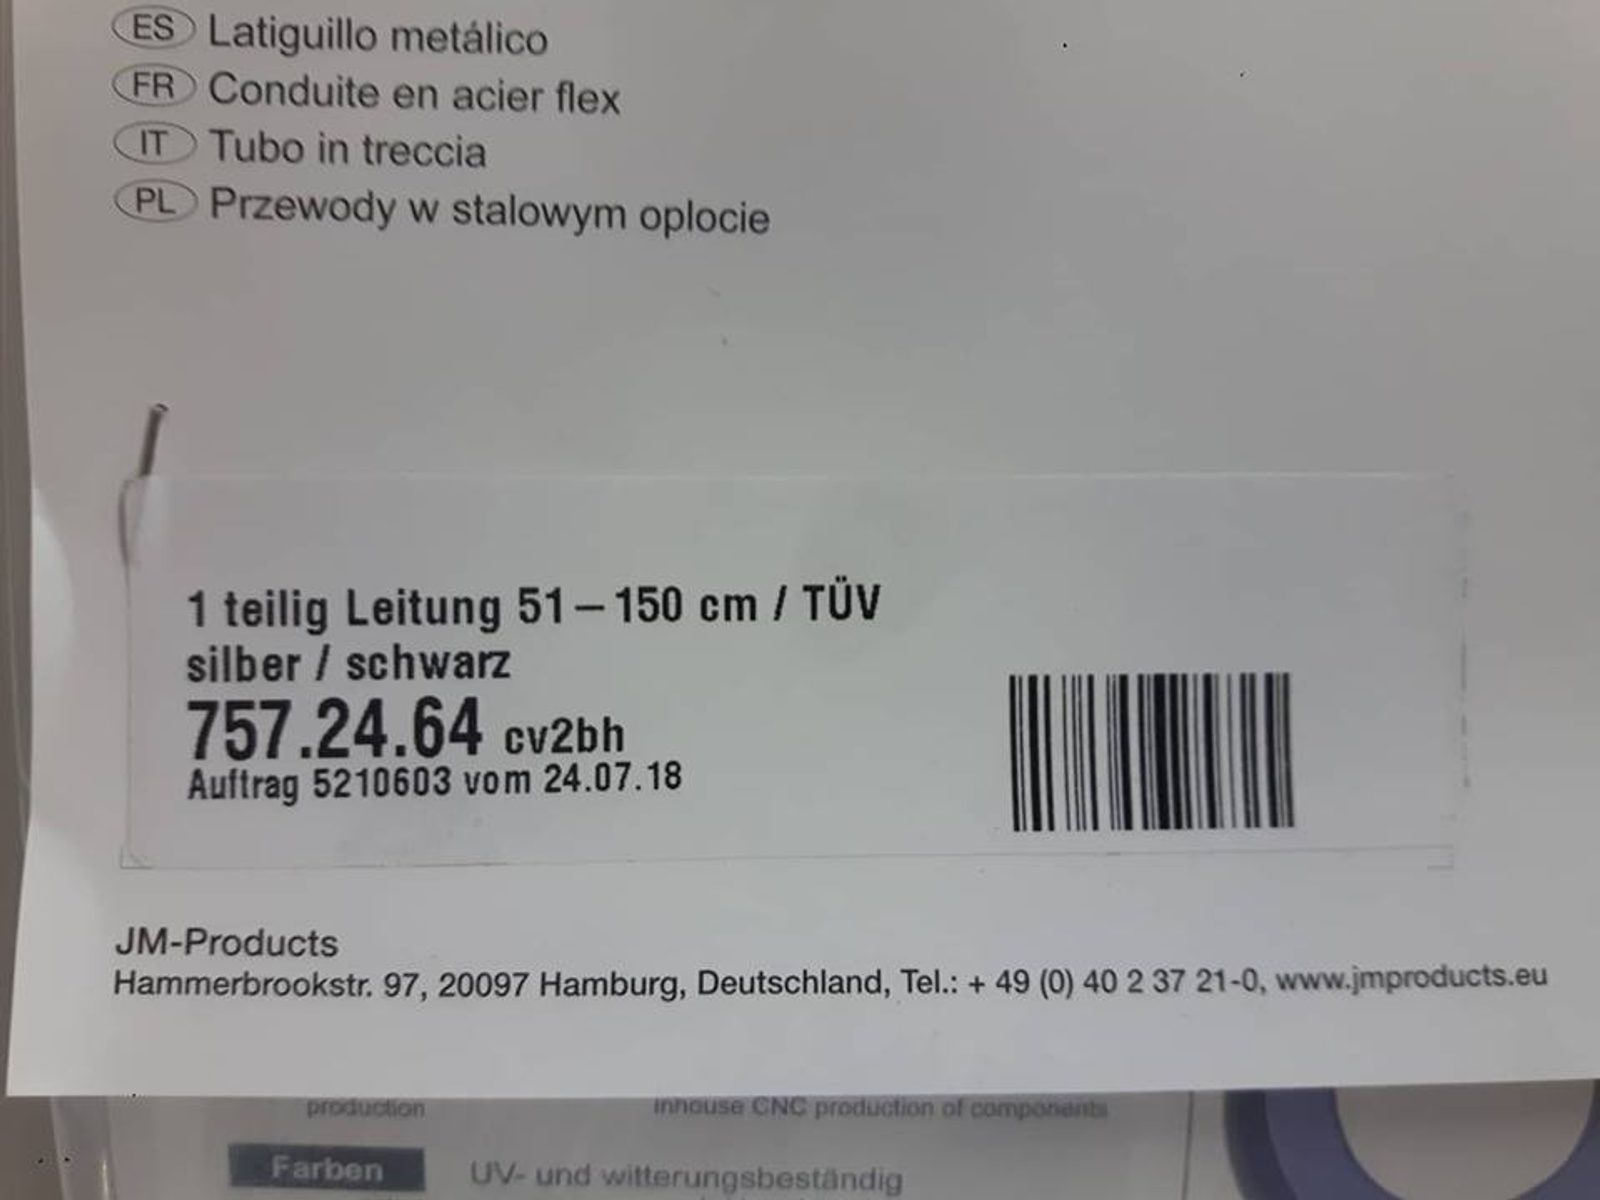 ES Latiguillo metálico
FR Conduite en acier flex
IT Tubo in treccia
PL Przewody w stalowym oplocie
1 teilig Leitung 51 – 150 cm / TÜV
silber / schwarz
757.24.64 cv2bh
Auftrag 5210603 vom 24.07.18
JM-Products
Hammerbrookstr. 97, 20097 Hamburg, Deutschland, Tel.: + 49 (0) 40 2 37 21-0, www.jmproducts.eu
production inhouse CNC production of components
Farben UV- und witterungsbeständig